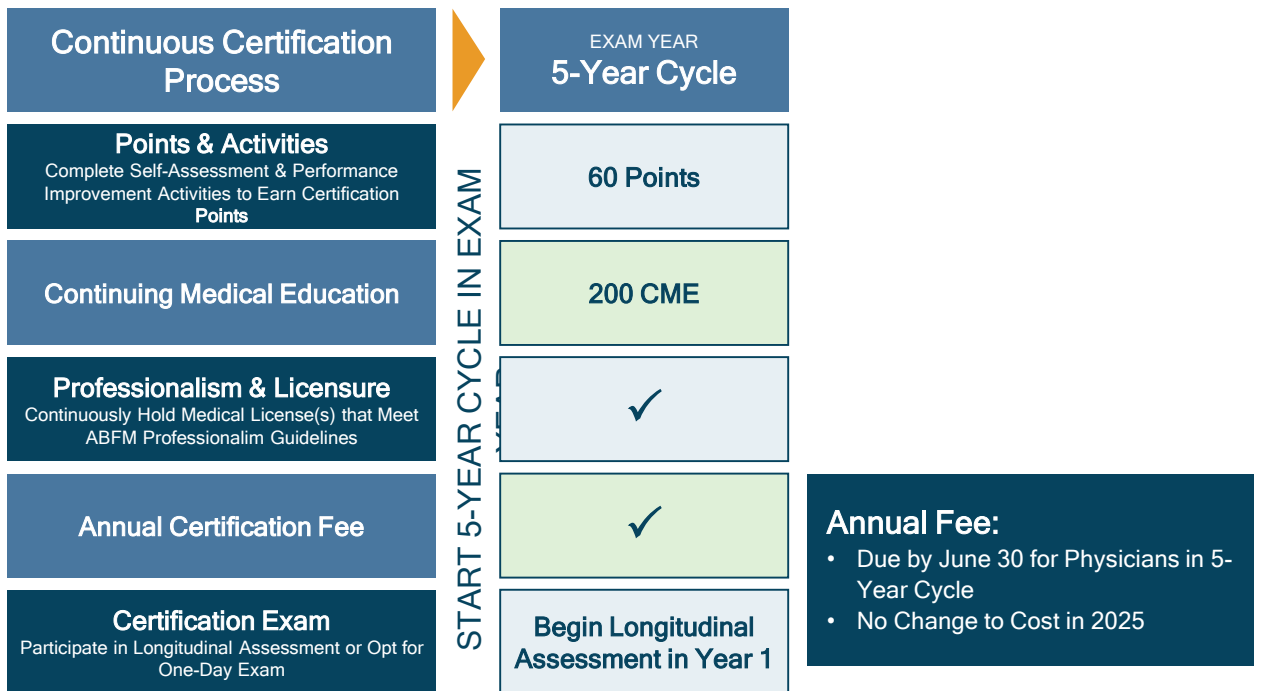 Continuous Certification
Process
EXAM YEAR
5-Year Cycle
Points & Activities
Complete Self-Assessment & Performance
Improvement Activities to Earn Certification
Points
60 Points
Continuing Medical Education
200 CME
Professionalism & Licensure
Continuously Hold Medical License(s) that Meet
ABFM Professionalim Guidelines
✓
Annual Certification Fee
✓
Certification Exam
Participate in Longitudinal Assessment or Opt for
One-Day Exam
Begin Longitudinal
Assessment in Year 1
START 5-YEAR CYCLE IN EXAM
Annual Fee:
• Due by June 30 for Physicians in 5-
Year Cycle
• No Change to Cost in 2025